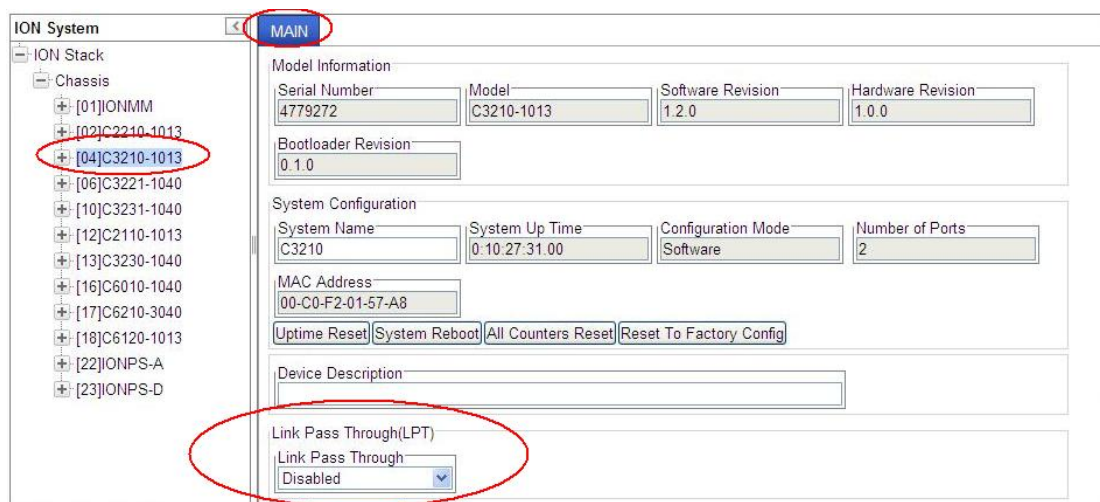 ION System
ION Stack
Chassis
[01]IONMM
[02]C2210-1013
[04]C3210-1013
[06]C3221-1040
[10]C3231-1040
[12]C2110-1013
[13]C3230-1040
[16]C6010-1040
[17]C6210-3040
[18]C6120-1013
[22]IONPS-A
[23]IONPS-D
MAIN
Model Information
Serial Number Model Software Revision Hardware Revision
4779272 C3210-1013 1.2.0 1.0.0
Bootloader Revision
0.1.0
System Configuration
System Name System Up Time Configuration Mode Number of Ports
C3210 0:10:27:31.00 Software 2
MAC Address
00-C0-F2-01-57-A8
Uptime Reset System Reboot All Counters Reset Reset To Factory Config
Device Description
Link Pass Through(LPT)
Link Pass Through
Disabled